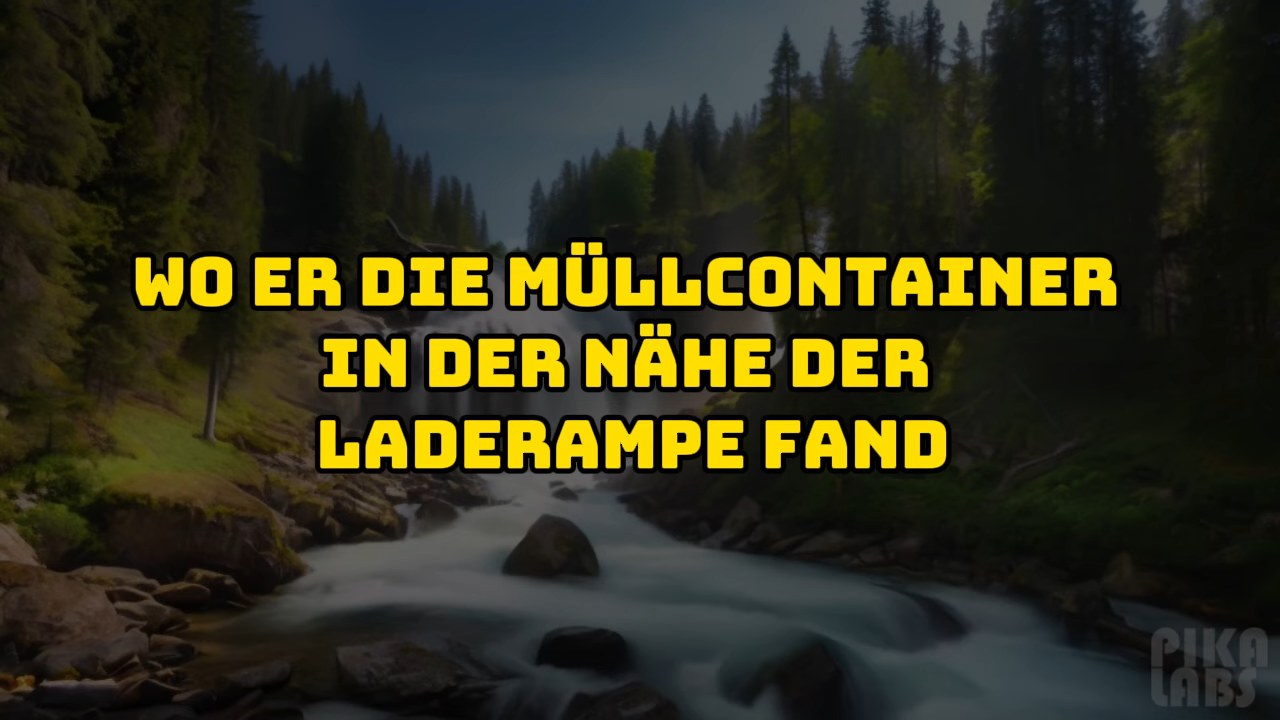 WO ER DIE MÜLLCONTAINER
IN DER NÄHE DER
LADERAMPE FAND
PIKA
LABS